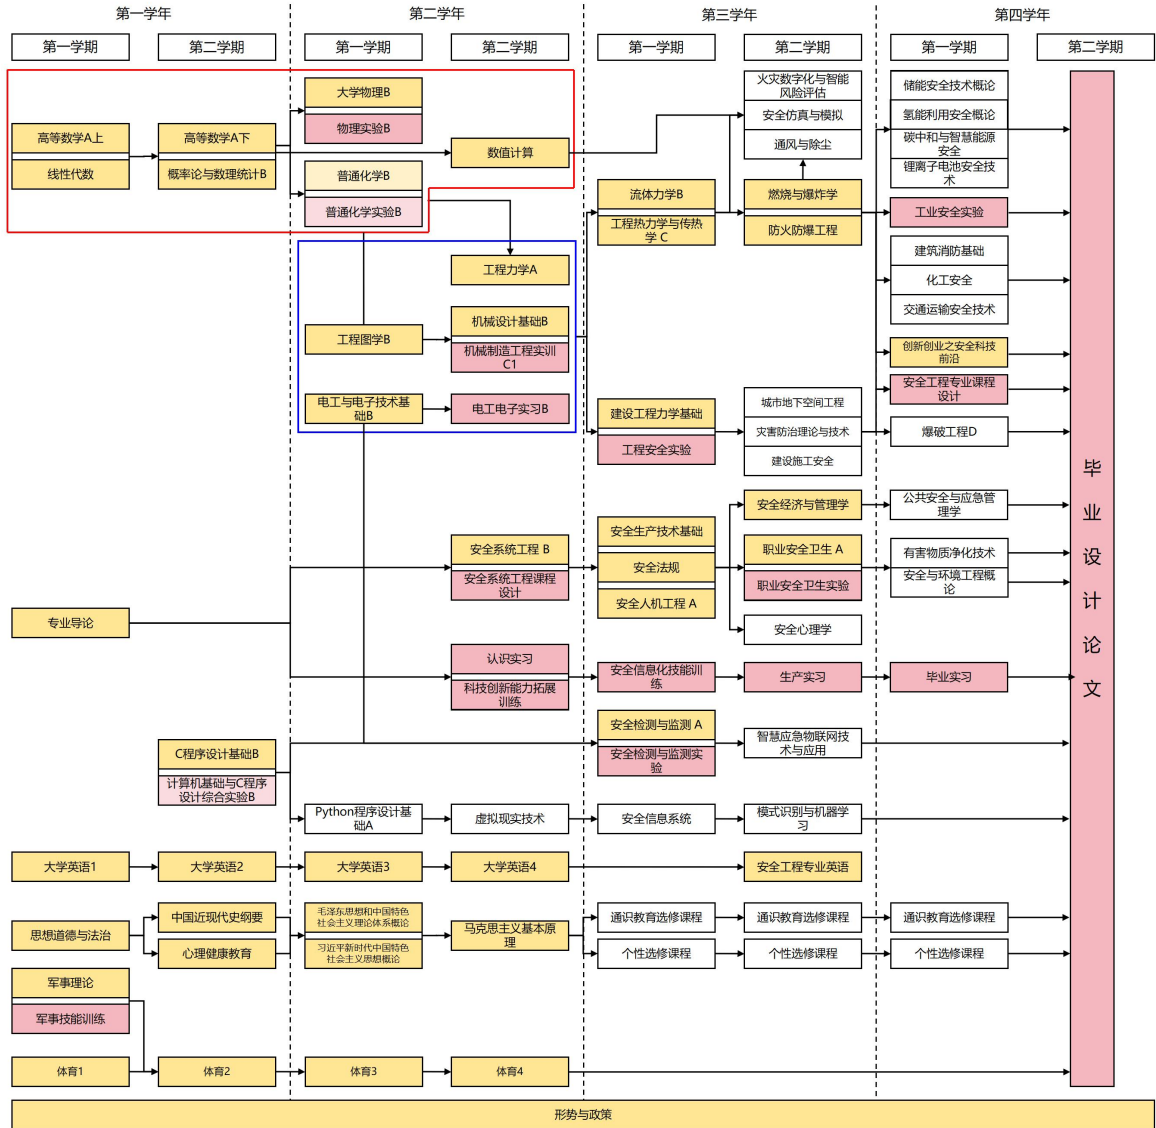 第一学年
第二学年
第三学年
第四学年
第一学期
第二学期
第一学期
第二学期
第一学期
第二学期
第一学期
第二学期
高等数学A上
线性代数
高等数学A下
概率论与数理统计B
大学物理B
物理实验B
普通化学B
普通化学实验B
数值计算
火灾数字化与智能
风险评估
安全仿真与模拟
通风与除尘
储能安全技术概论
氢能利用安全概论
碳中和与智慧能源
安全
锂离子电池安全技
术
流体力学B
工程热力学与传热
学 C
燃烧与爆炸学
防火防爆工程
工业安全实验
工程力学A
建筑消防基础
化工安全
交通运输安全技术
工程图学B
机械设计基础B
机械制造工程实训
C1
创新创业之安全科技
前沿
安全工程专业课程
设计
电工与电子技术基
础B
电工电子实习B
建设工程力学基础
工程安全实验
城市地下空间工程
灾害防治理论与技术
建设施工安全
爆破工程D
毕
业
设
计
论
文
安全系统工程 B
安全系统工程课程
设计
安全生产技术基础
安全法规
安全人机工程 A
安全经济与管理学
职业安全卫生 A
职业安全卫生实验
安全心理学
公共安全与应急管
理学
有害物质净化技术
安全与环境工程概
论
专业导论
认识实习
科技创新能力拓展
训练
安全信息化技能训
练
生产实习
毕业实习
C程序设计基础B
计算机基础与C程序
设计综合实验B
安全检测与监测 A
安全检测与监测实
验
智慧应急物联网技
术与应用
Python程序设计基
础A
虚拟现实技术
安全信息系统
模式识别与机器学
习
大学英语1
大学英语2
大学英语3
大学英语4
安全工程专业英语
思想道德与法治
中国近现代史纲要
心理健康教育
毛泽东思想和中国特色
社会主义理论体系概论
习近平新时代中国特色
社会主义思想概论
马克思主义基本原
理
通识教育选修课程
通识教育选修课程
通识教育选修课程
个性选修课程
个性选修课程
个性选修课程
军事理论
军事技能训练
体育1
体育2
体育3
体育4
形势与政策